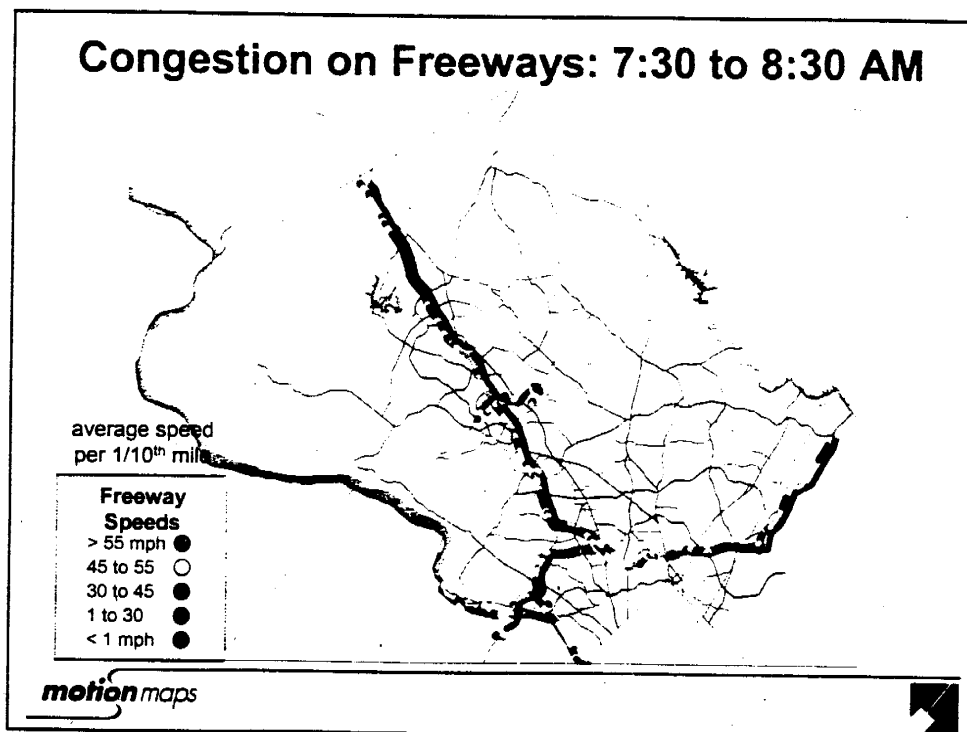 Congestion on Freeways: 7:30 to 8:30 AM
average speed
per 1/10th mile
Freeway
Speeds
> 55 mph
45 to 55
30 to 45
1 to 30
< 1 mph
motion maps